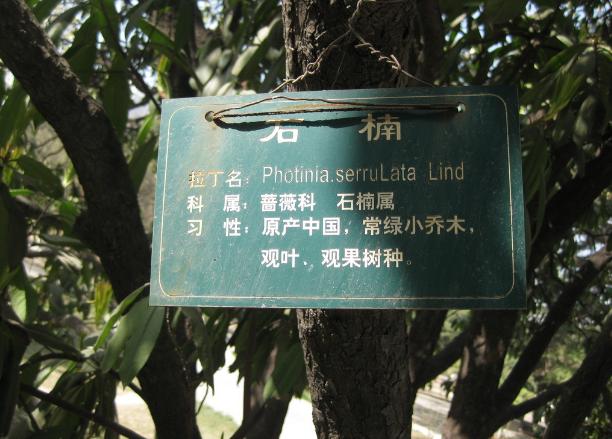 石 楠
拉丁名：Photinia.serruLata Lind
科 属：蔷薇科 石楠属
习 性：原产中国，常绿小乔木，
观叶、观果树种。